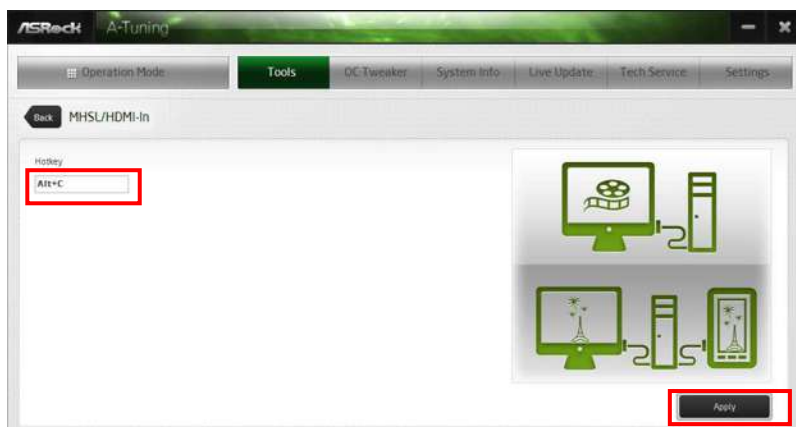 ASRock A-Tuning
Operation Mode Tools OC Tweaker System Info Live Update Tech Service Settings
Back MHSL/HDMI-In
Hotkey
Alt+C
Apply